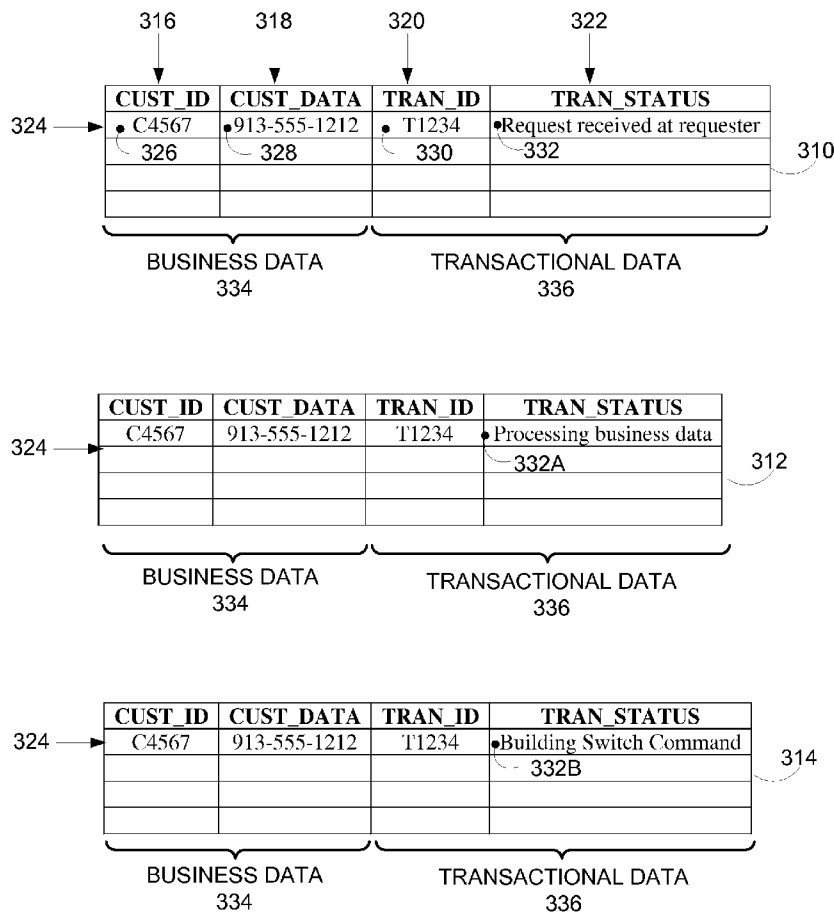 316 318 320 322
CUST_ID CUST_DATA TRAN_ID TRAN_STATUS
324 C4567 913-555-1212 T1234 Request received at requester
326 328 330 332
310
BUSINESS DATA TRANSACTIONAL DATA
334 336
CUST_ID CUST_DATA TRAN_ID TRAN_STATUS
C4567 913-555-1212 T1234 Processing business data
324
332A 312
BUSINESS DATA TRANSACTIONAL DATA
334 336
CUST_ID CUST_DATA TRAN_ID TRAN_STATUS
324 C4567 913-555-1212 T1234 Building Switch Command
332B 314
BUSINESS DATA TRANSACTIONAL DATA
334 336